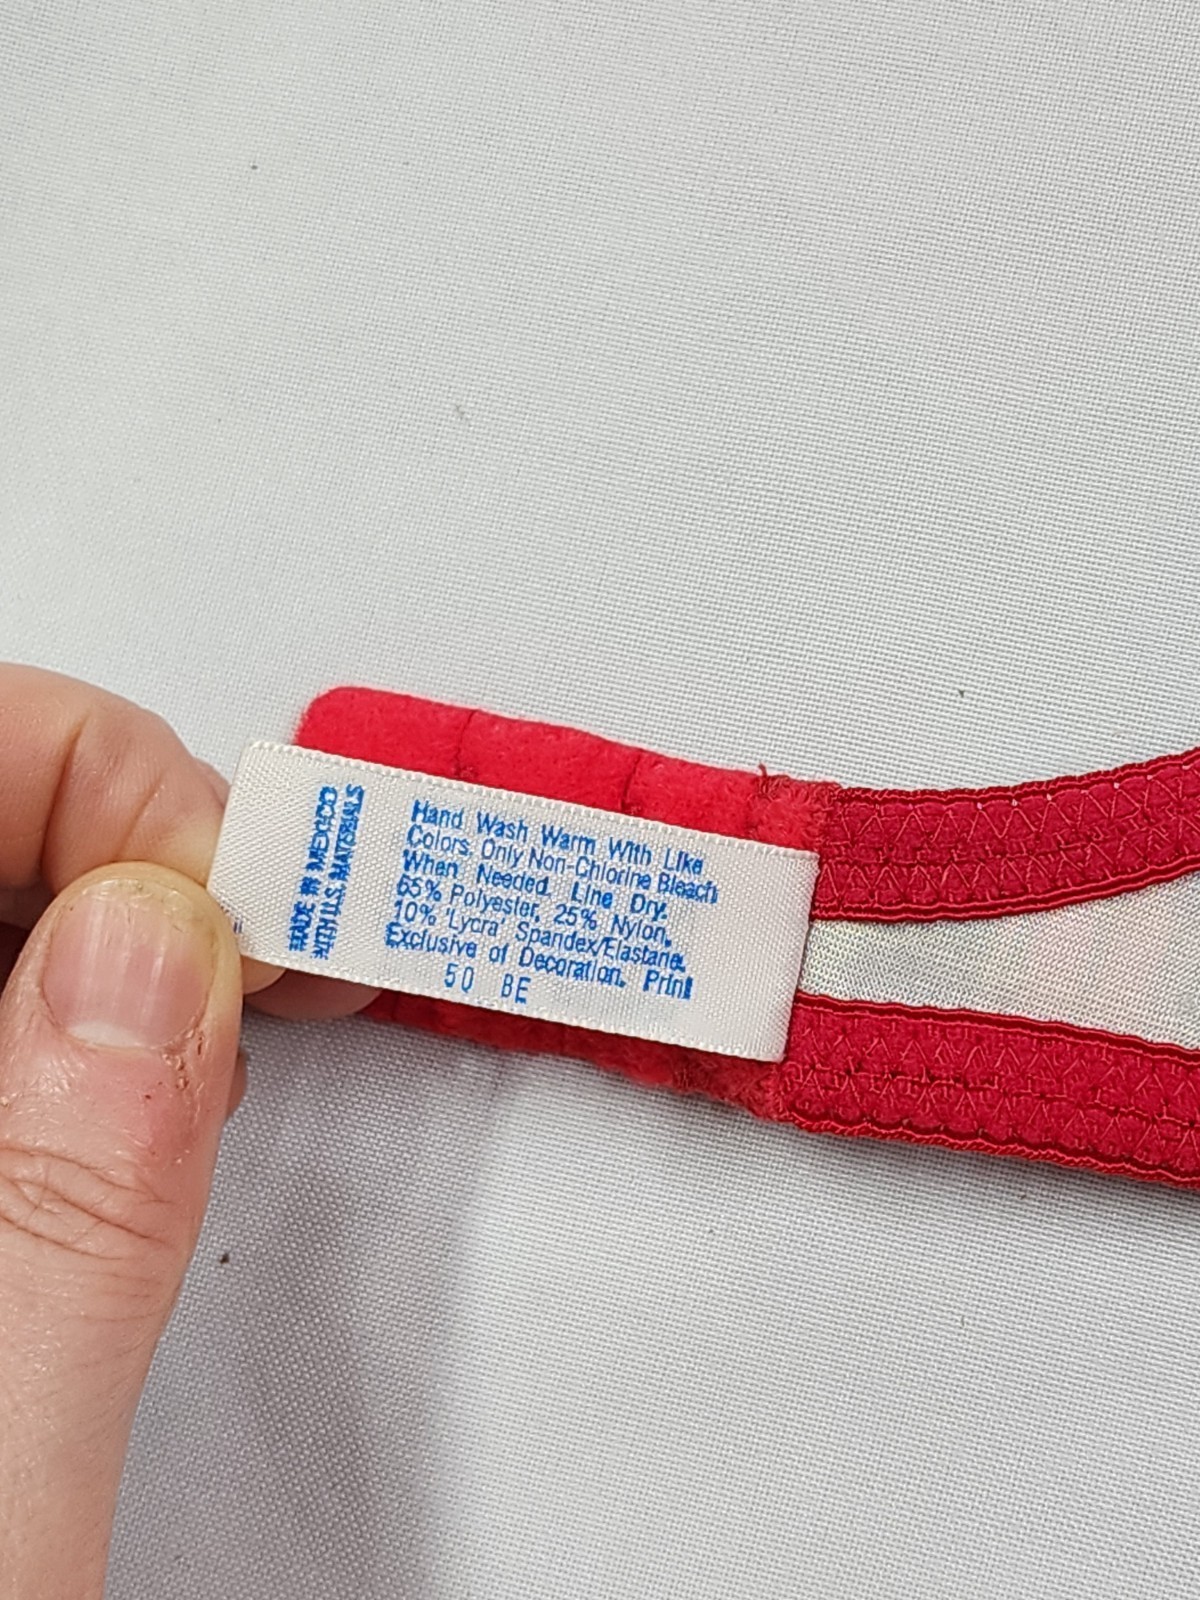 MADE IN MEXICO
WITH U.S. MATERIALS
Hand Wash Warm With Like
Colors, Only Non-Chlorine Bleach
When Needed, Line Dry.
65% Polyester, 25% Nylon,
10% 'Lycra' Spandex/Elastane.
Exclusive of Decoration. Print
50 BE